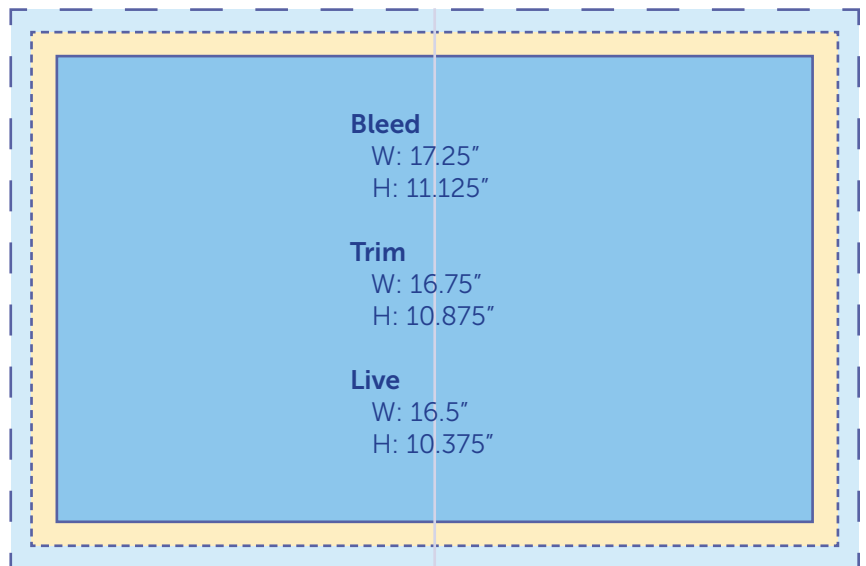 Bleed
W: 17.25″
H: 11.125″
Trim
W: 16.75″
H: 10.875″
Live
W: 16.5″
H: 10.375″